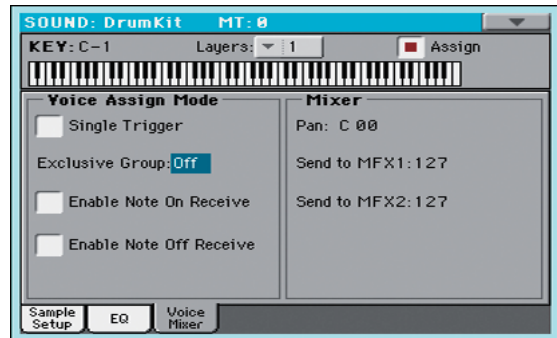 SOUND: DrumKit MT: 0
KEY: C-1 Layers: 1 Assign
Voice Assign Mode
Single Trigger
Exclusive Group: Off
Enable Note On Receive
Enable Note Off Receive
Mixer
Pan: C 00
Send to MFX1: 127
Send to MFX2: 127
Sample Setup
EQ
Voice Mixer